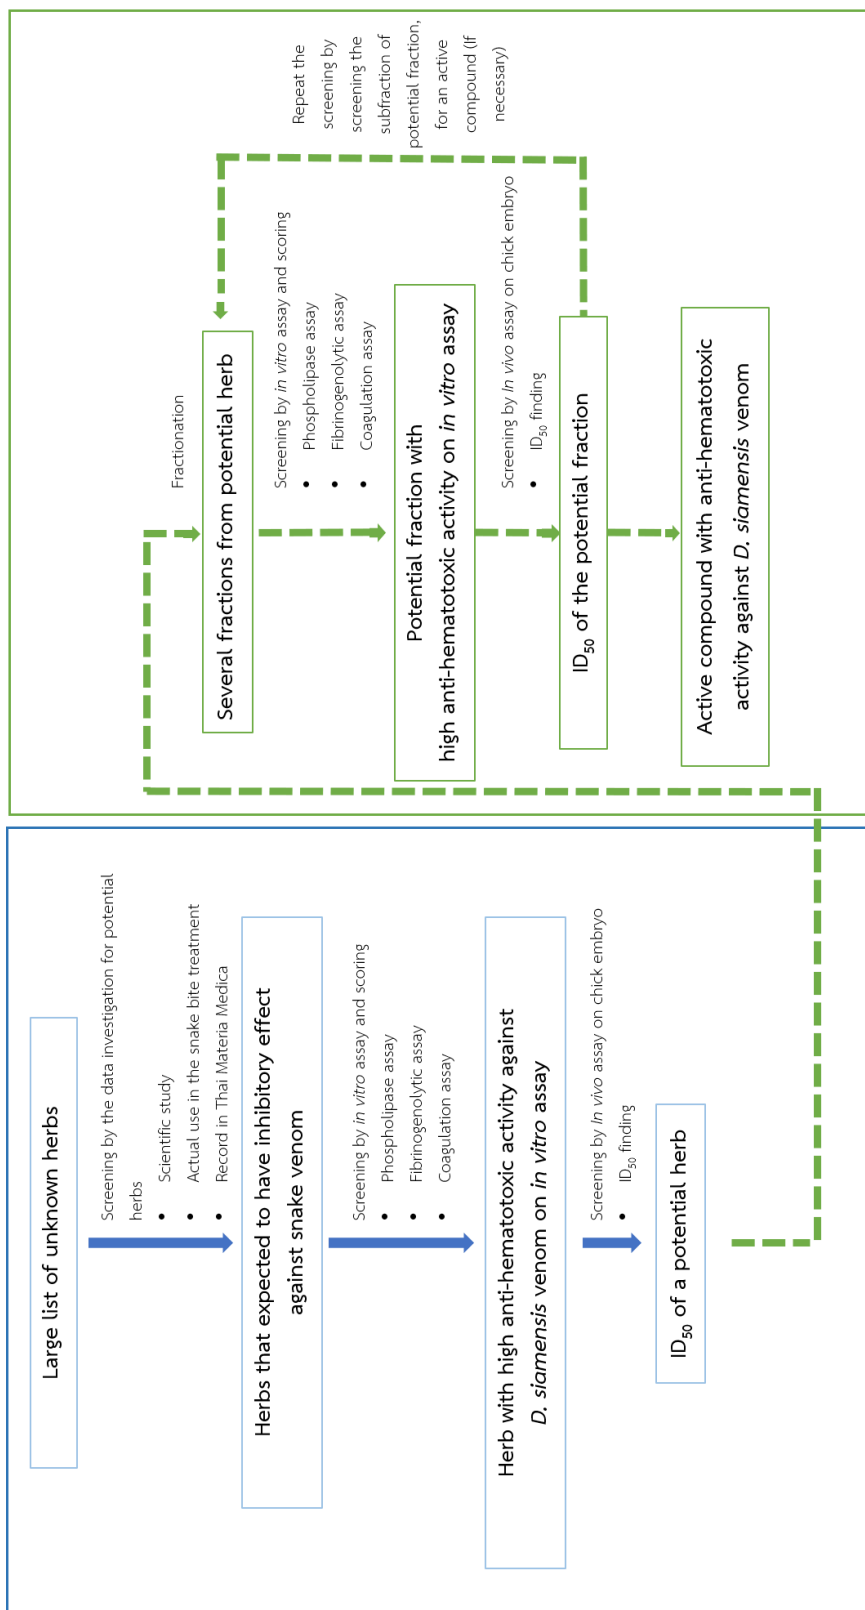 Large list of unknown herbs
Screening by the data investigation for potential
herbs
• Scientific study
• Actual use in the snake bite treatment
• Record in Thai Materia Medica
Herbs that expected to have inhibitory effect
against snake venom
Screening by in vitro assay and scoring
• Phospholipase assay
• Fibrinogenolytic assay
• Coagulation assay
Herb with high anti-hematotoxic activity against
D. siamensis venom on in vitro assay
Screening by In vivo assay on chick embryo
• ID50 finding
ID50 of a potential herb
Fractionation
Several fractions from potential herb
Screening by in vitro assay and scoring
• Phospholipase assay
• Fibrinogenolytic assay
• Coagulation assay
Potential fraction with
high anti-hematotoxic activity on in vitro assay
Screening by In vivo assay on chick embryo
• ID50 finding
ID50 of the potential fraction
Active compound with anti-hematotoxic
activity against D. siamensis venom
Repeat the
screening by
screening the
subfraction of
potential fraction,
for an active
compound (If
necessary)